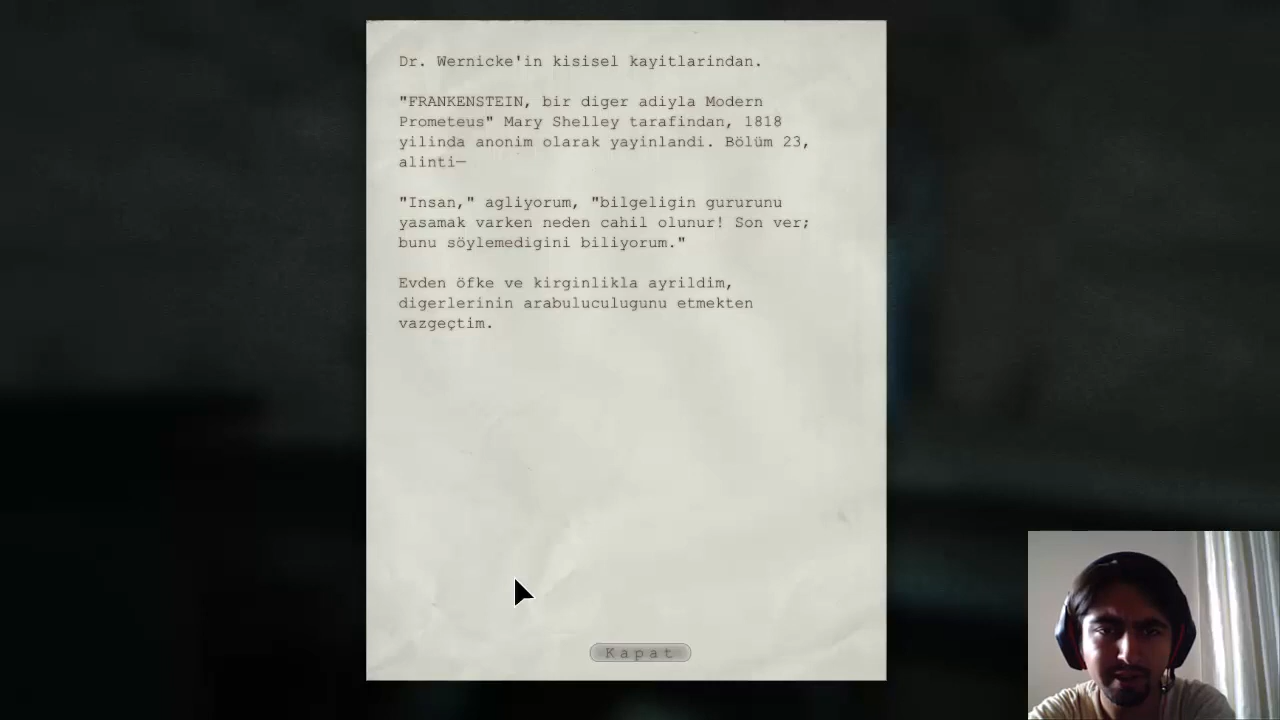 Dr. Wernicke'in kisisel kayitlarindan.
"FRANKENSTEIN, bir diger adiyla Modern
Prometeus" Mary Shelley tarafindan, 1818
yilinda anonim olarak yayinlandi. Bölüm 23,
alinti—
"Insan," agliyorum, "bilgeligin gururunu
yasamak varken neden cahil olunur! Son ver;
bunu söylemedigini biliyorum."
Evden öfke ve kirginlikla ayrildim,
digerlerinin arabuluculugunu etmekten
vazgeçtim.
Kapat